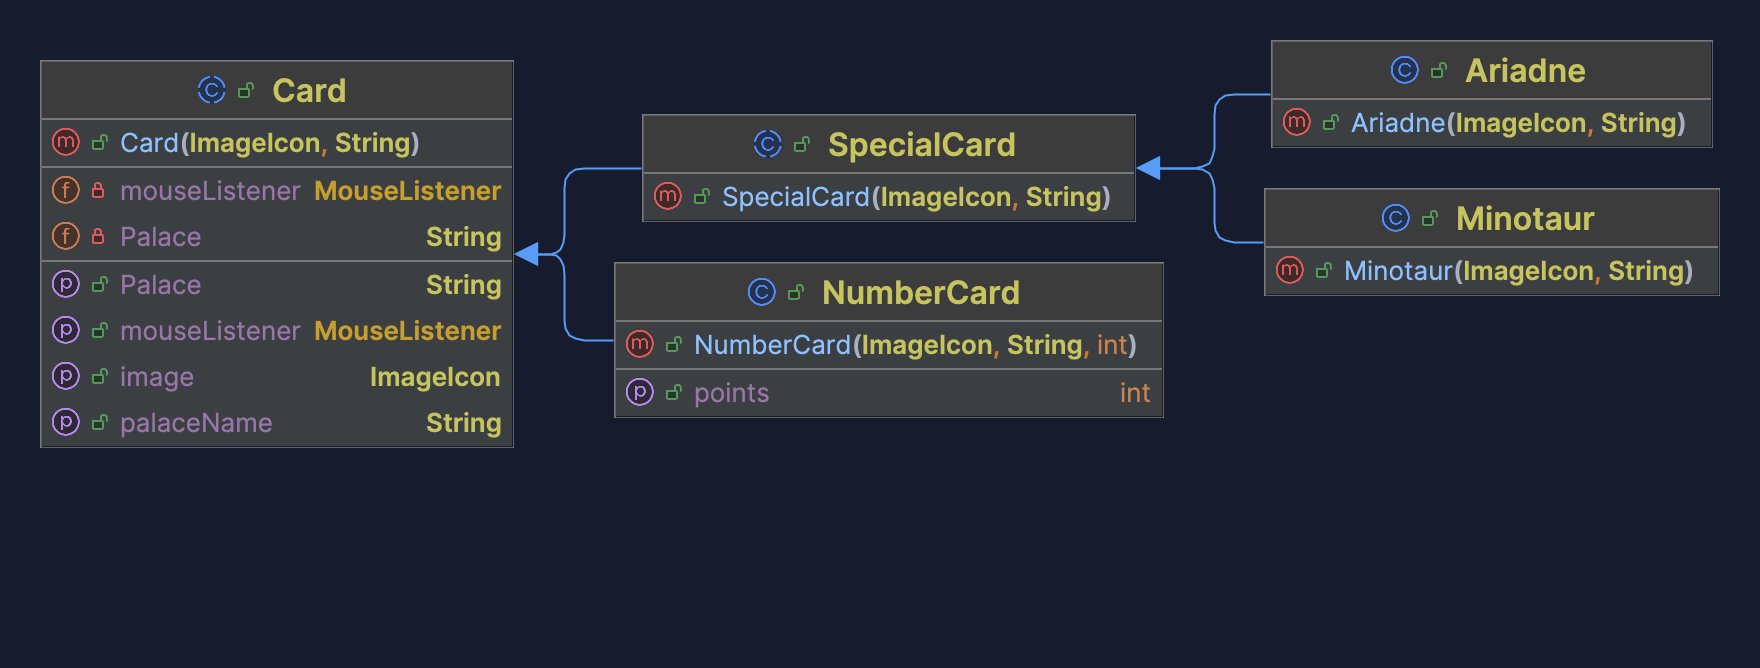 Card
Card(ImageIcon, String)
mouseListener MouseListener
Palace String
Palace String
mouseListener MouseListener
image ImageIcon
palaceName String
SpecialCard
SpecialCard(ImageIcon, String)
NumberCard
NumberCard(ImageIcon, String, int)
points int
Ariadne
Ariadne(ImageIcon, String)
Minotaur
Minotaur(ImageIcon, String)